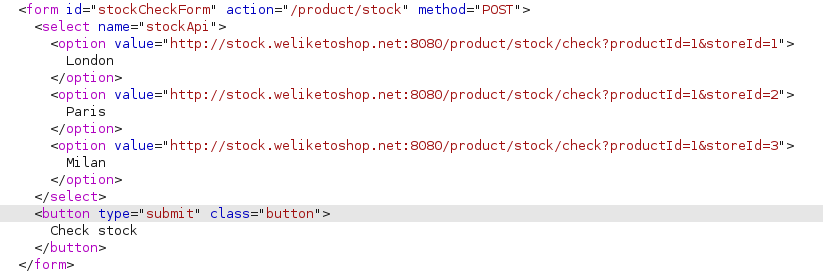 <form id="stockCheckForm" action="/product/stock" method="POST">
<select name="stockApi">
<option value="http://stock.weliketoshop.net:8080/product/stock/check?productId=1&storeId=1">
London
</option>
<option value="http://stock.weliketoshop.net:8080/product/stock/check?productId=1&storeId=2">
Paris
</option>
<option value="http://stock.weliketoshop.net:8080/product/stock/check?productId=1&storeId=3">
Milan
</option>
</select>
<button type="submit" class="button">
Check stock
</button>
</form>